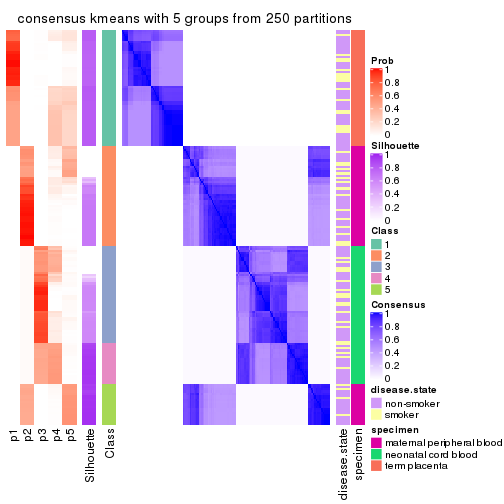 consensus kmeans with 5 groups from 250 partitions
Prob
1
0.8
0.6
0.4
0.2
0
Silhouette
1
0.8
0.6
0.4
0.2
0
Class
1
2
3
4
5
Consensus
1
0.8
0.6
0.4
0.2
0
disease.state
non-smoker
smoker
specimen
maternal peripheral blood
neonatal cord blood
term placenta
p1
p2
p3
p4
p5
Silhouette
Class
disease.state
specimen